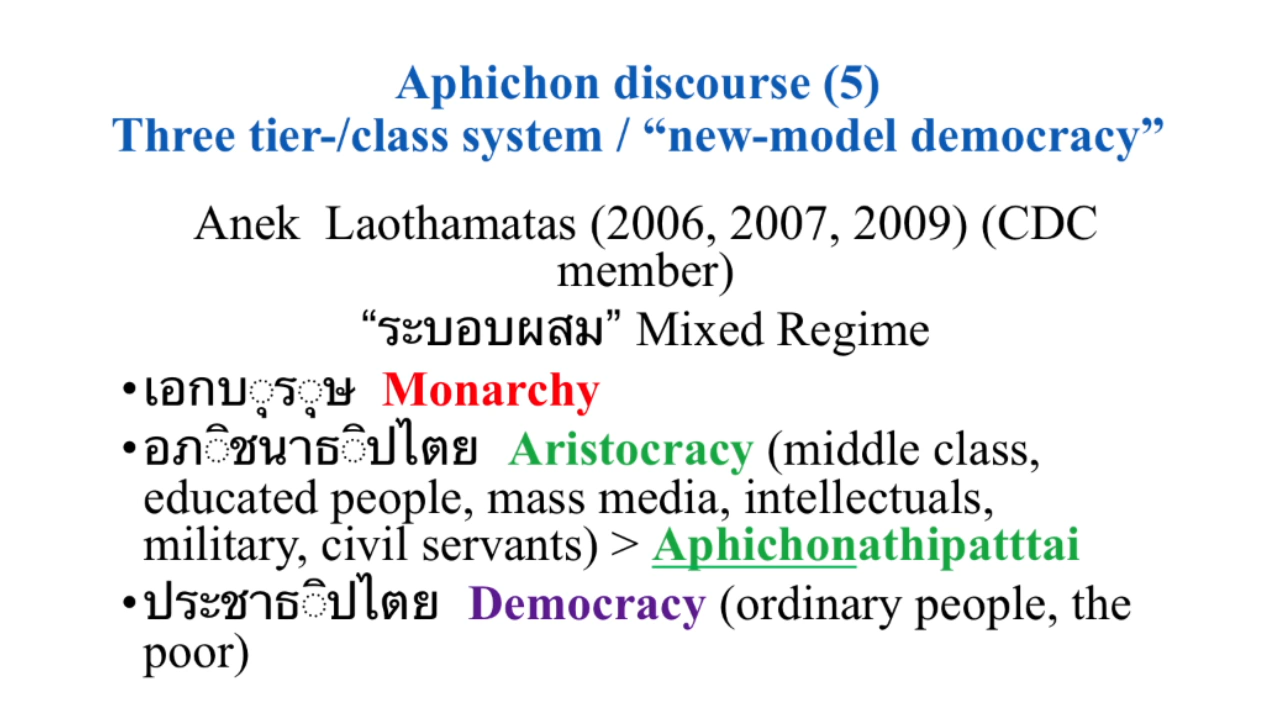 Aphichon discourse (5)
Three tier-/class system / “new-model democracy”
Anek Laothamatas (2006, 2007, 2009) (CDC
member)
“ระบอบผสม” Mixed Regime
•เอกบุรุษ Monarchy
•อภิชนาธิปไตย Aristocracy (middle class,
educated people, mass media, intellectuals,
military, civil servants) > Aphichonathipatttai
•ประชาธิปไตย Democracy (ordinary people, the
poor)